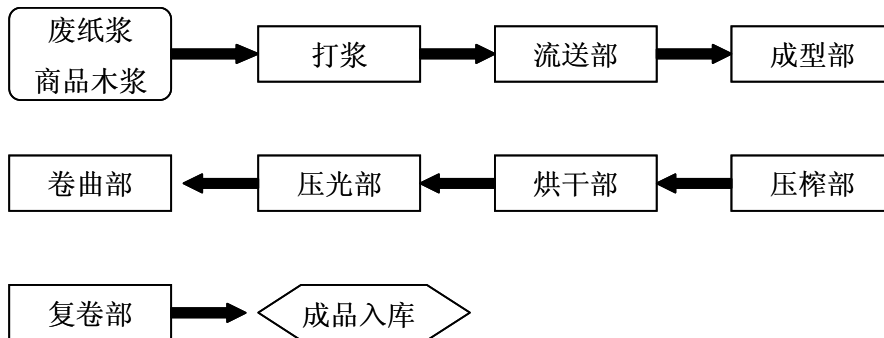 废纸浆
商品木浆
打浆
流送部
成型部
卷曲部
压光部
烘干部
压榨部
复卷部
成品入库